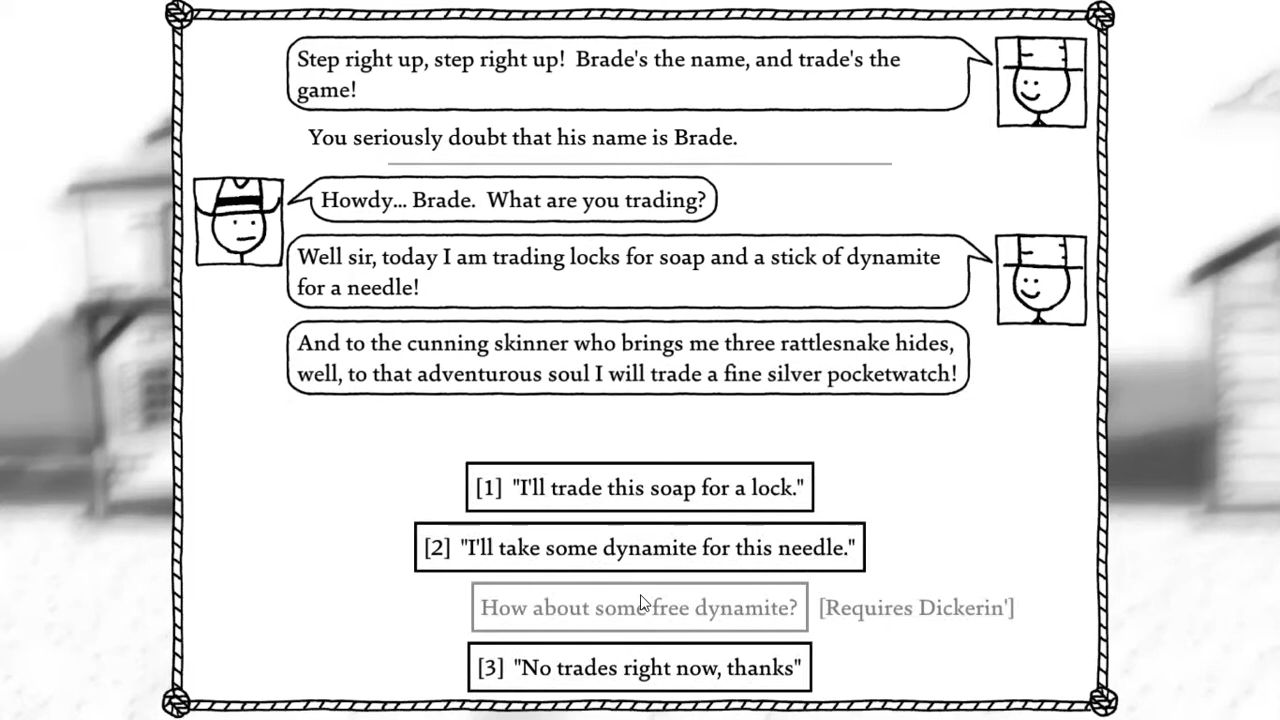 Step right up, step right up!  Brade's the name, and trade's the
game!
You seriously doubt that his name is Brade.
Howdy... Brade.  What are you trading?
Well sir, today I am trading locks for soap and a stick of dynamite
for a needle!
And to the cunning skinner who brings me three rattlesnake hides,
well, to that adventurous soul I will trade a fine silver pocketwatch!
[1]  "I'll trade this soap for a lock."
[2]  "I'll take some dynamite for this needle."
How about some free dynamite?  [Requires Dickerin']
[3]  "No trades right now, thanks"